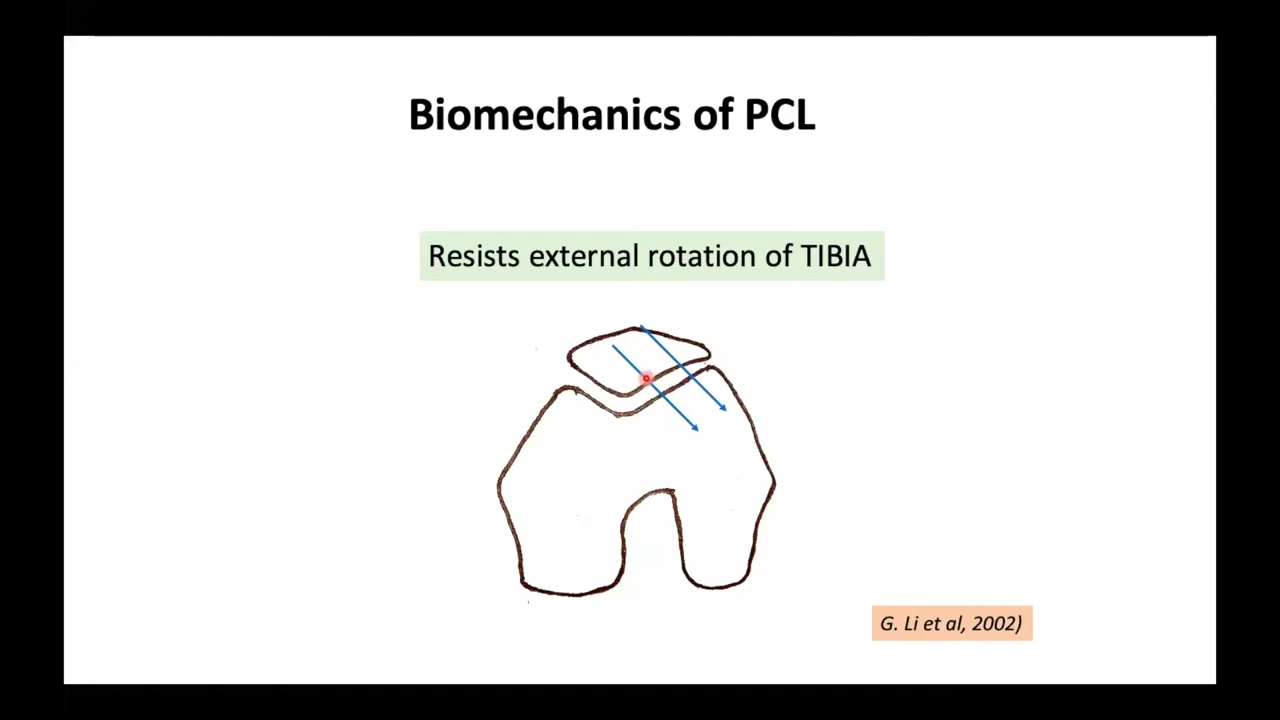 Biomechanics of PCL
Resists external rotation of TIBIA
G. Li et al, 2002)